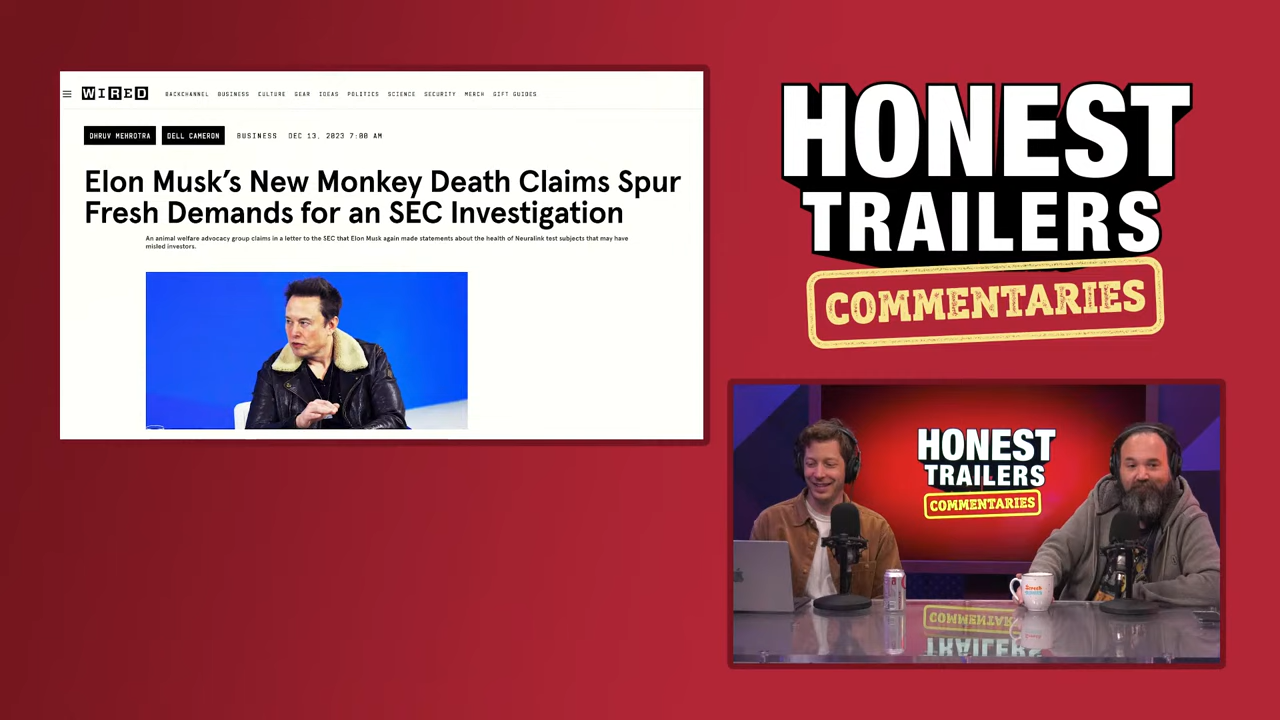 WIRED
BACKCHANNEL BUSINESS CULTURE GEAR IDEAS POLITICS SCIENCE SECURITY MERCH GIFT GUIDES
DHRUV MEHROTRA DELL CAMERON BUSINESS DEC 13, 2023 7:00 AM
Elon Musk's New Monkey Death Claims Spur
Fresh Demands for an SEC Investigation
An animal welfare advocacy group claims in a letter to the SEC that Elon Musk again made statements about the health of Neuralink test subjects that may have
misled investors.
HONEST
TRAILERS
COMMENTARIES
HONEST
TRAILERS
COMMENTARIES